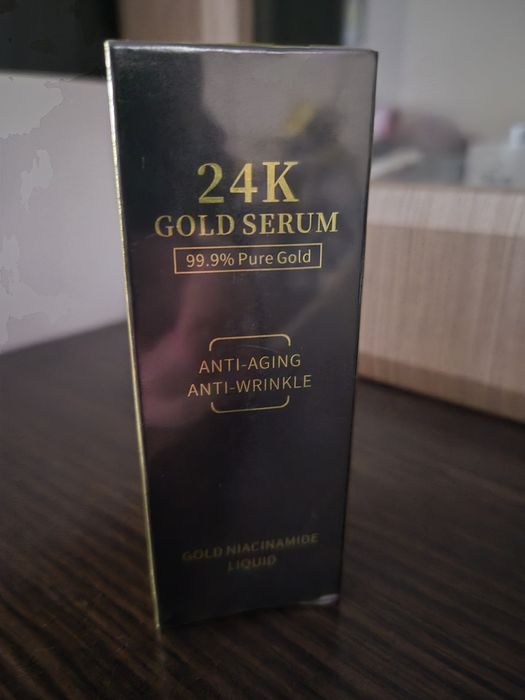 24K
GOLD SERUM
99.9% Pure Gold
ANTI-AGING
ANTI-WRINKLE
GOLD NIACINAMIDE
LIQUID